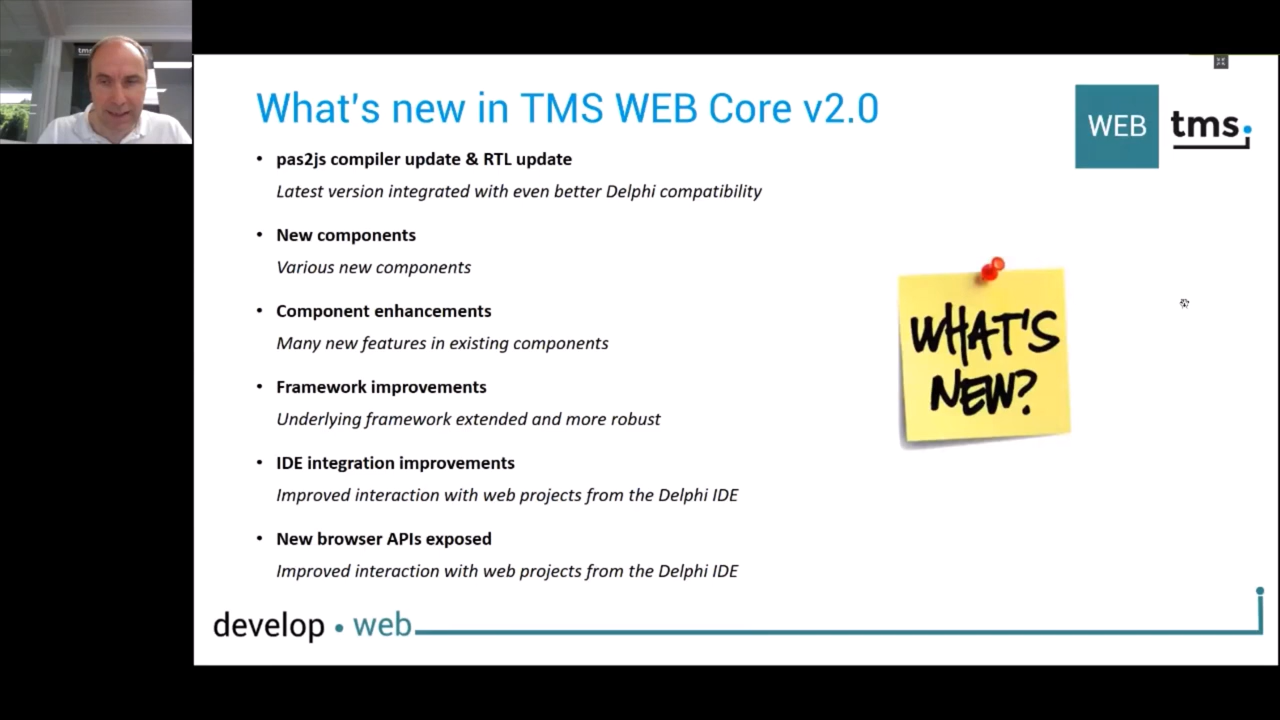 tms
What's new in TMS WEB Core v2.0
WEB tms.
• pas2js compiler update & RTL update
Latest version integrated with even better Delphi compatibility
• New components
Various new components
• Component enhancements
Many new features in existing components
• Framework improvements
Underlying framework extended and more robust
• IDE integration improvements
Improved interaction with web projects from the Delphi IDE
• New browser APIs exposed
Improved interaction with web projects from the Delphi IDE
WHAT'S
NEW?
develop • web